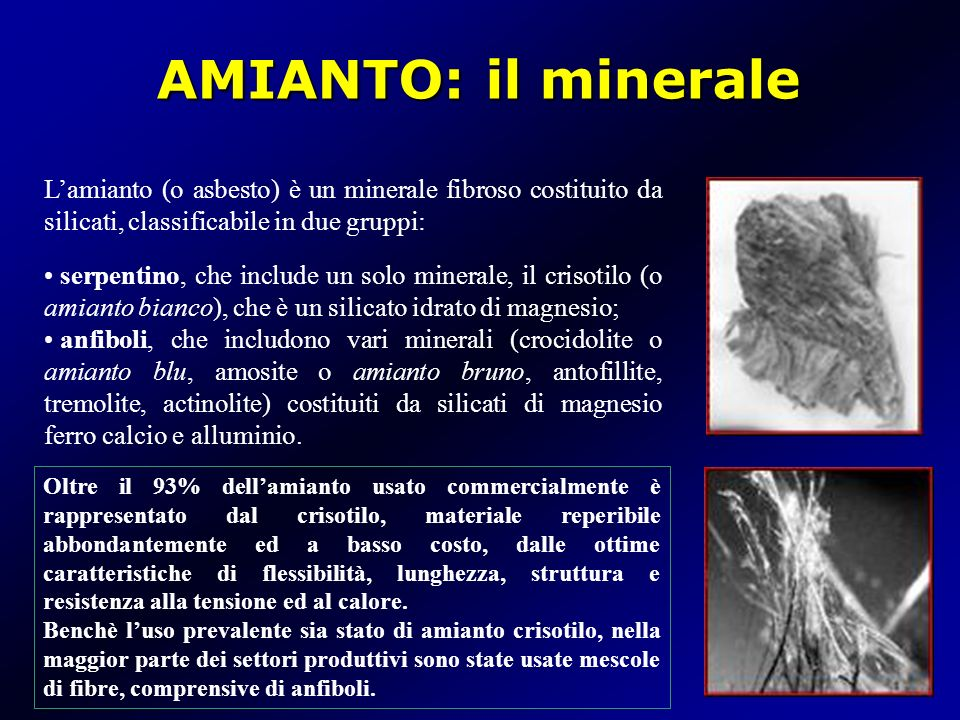 AMIANTO: il minerale
L’amianto (o asbesto) è un minerale fibroso costituito da
silicati, classificabile in due gruppi:
• serpentino, che include un solo minerale, il crisotilo (o
amianto bianco), che è un silicato idrato di magnesio;
• anfiboli, che includono vari minerali (crocidolite o
amianto blu, amosite o amianto bruno, antofillite,
tremolite, actinolite) costituiti da silicati di magnesio
ferro calcio e alluminio.
Oltre il 93% dell’amianto usato commercialmente è
rappresentato dal crisotilo, materiale reperibile
abbondantemente ed a basso costo, dalle ottime
caratteristiche di flessibilità, lunghezza, struttura e
resistenza alla tensione ed al calore.
Benchè l’uso prevalente sia stato di amianto crisotilo, nella
maggior parte dei settori produttivi sono state usate mescole
di fibre, comprensive di anfiboli.